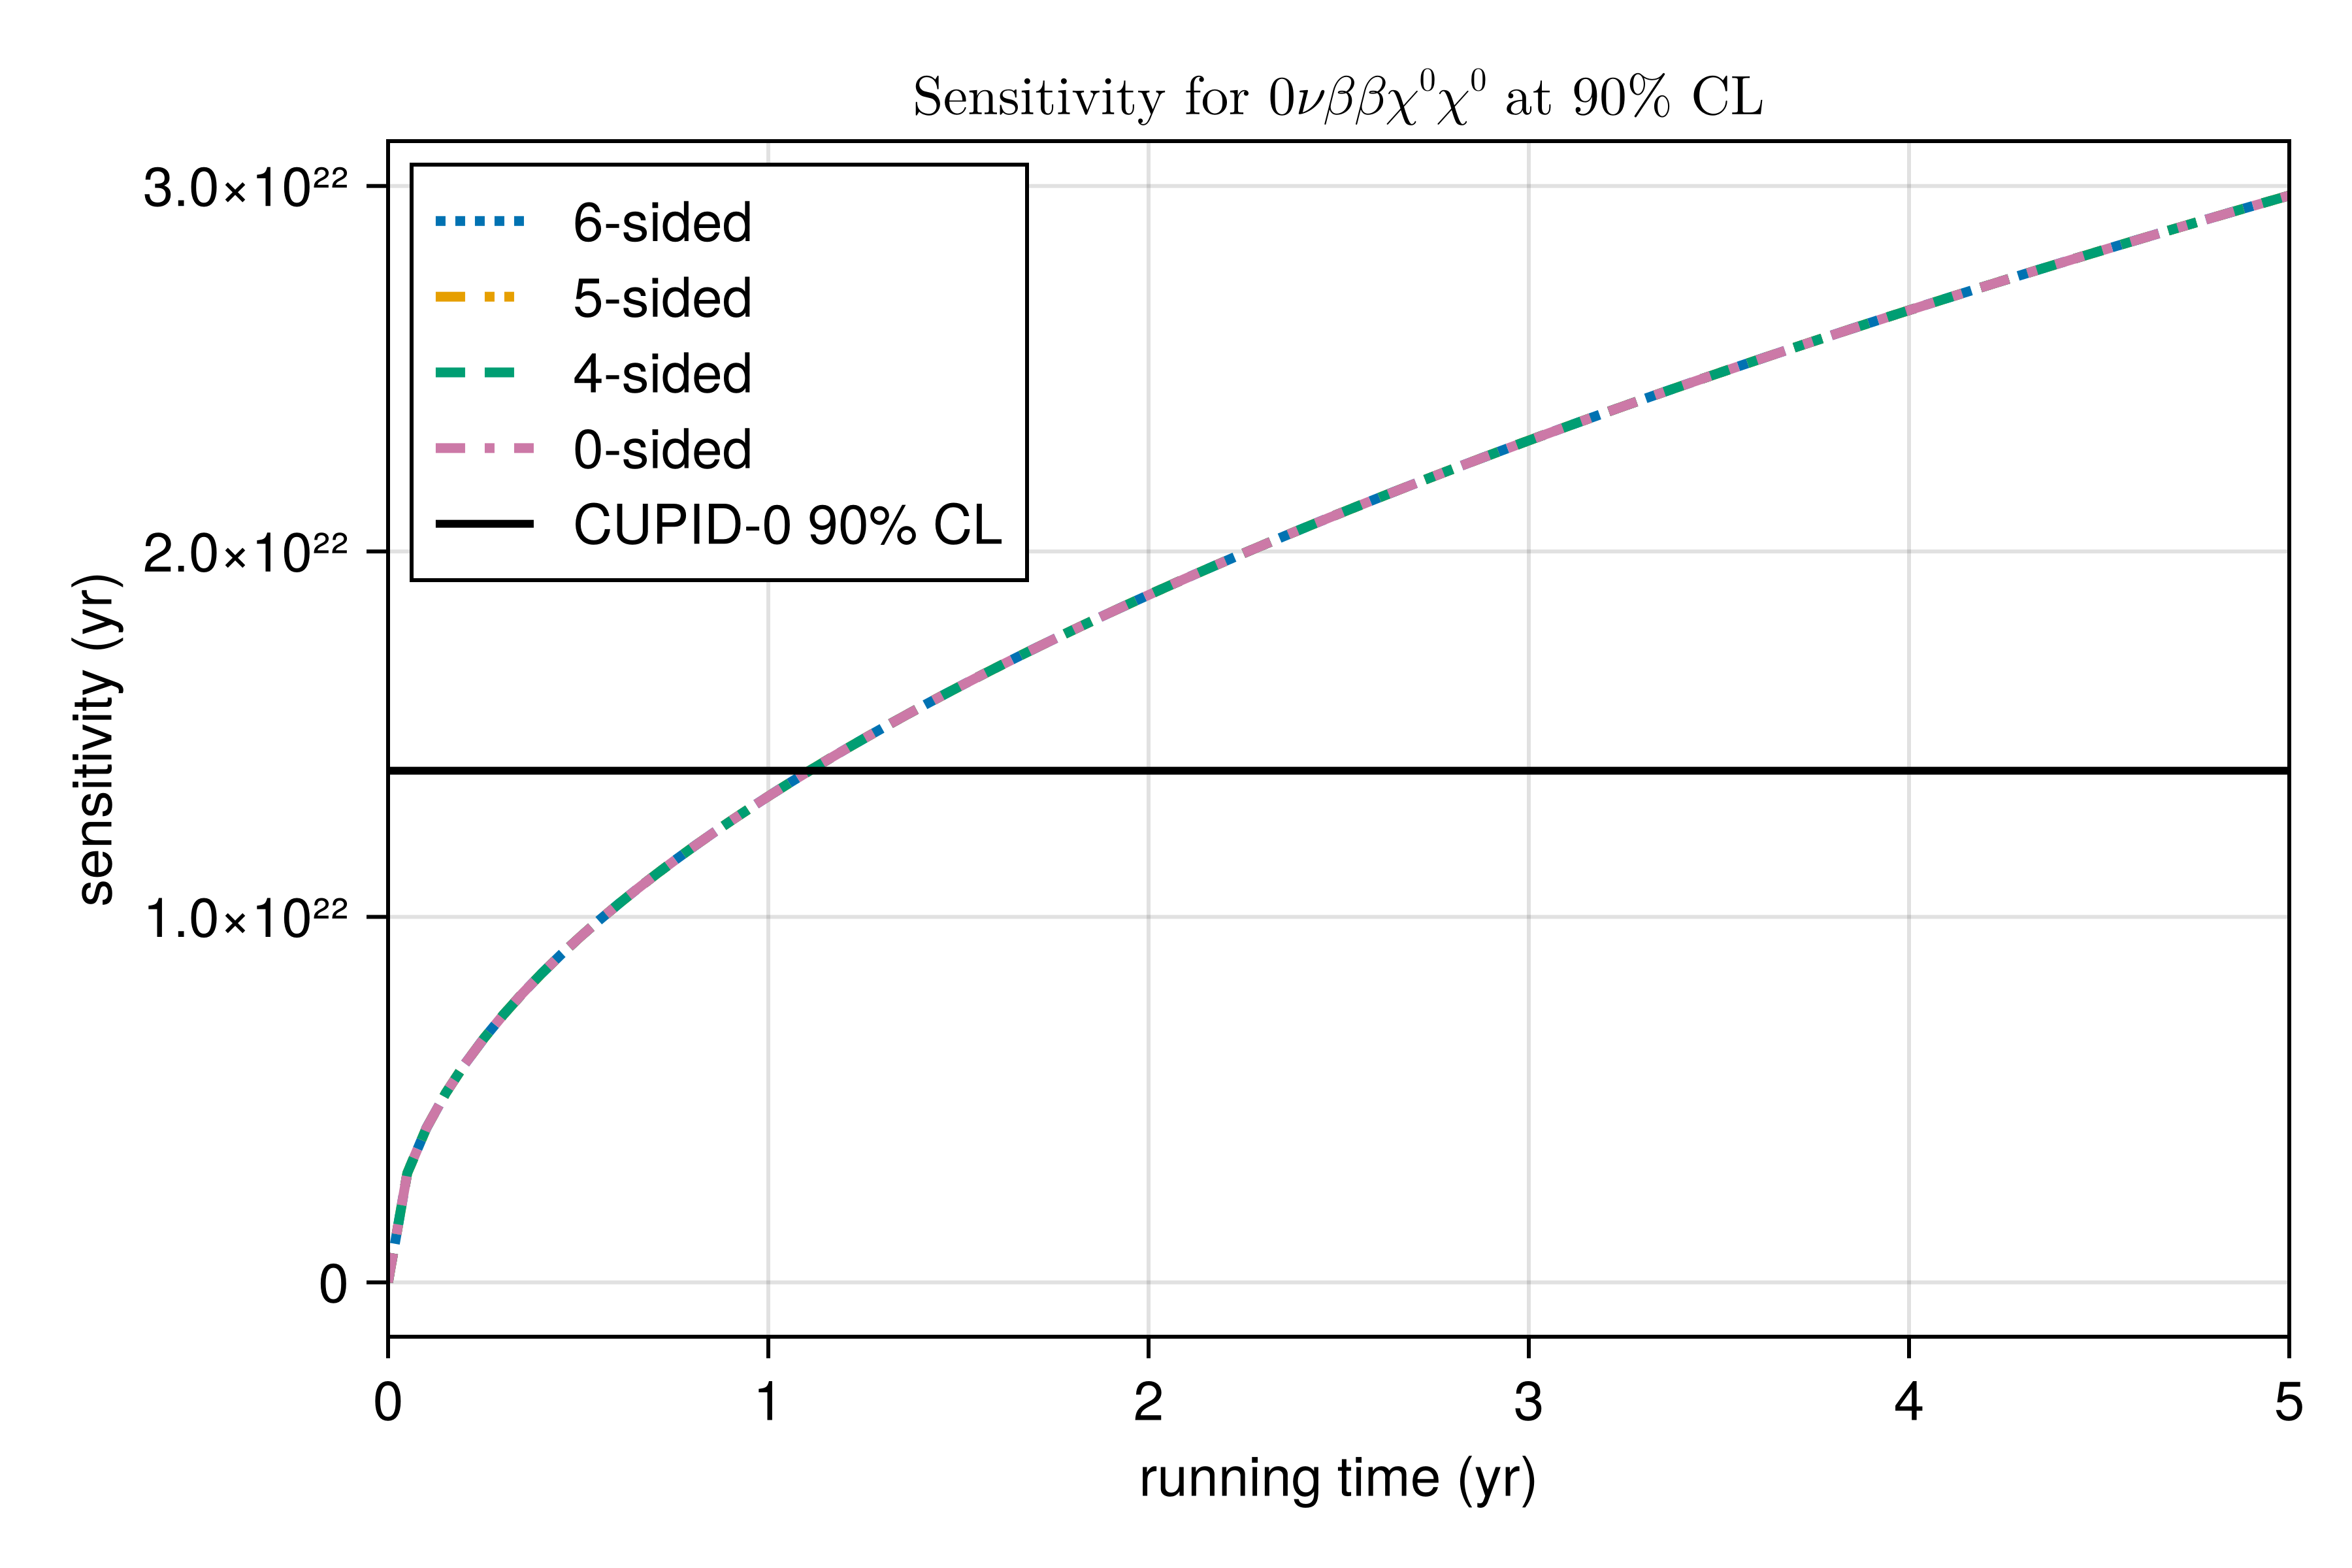 Sensitivity for 0νββχ⁰χ⁰ at 90% CL
3.0×10²²
2.0×10²²
1.0×10²²
0
sensitivity (yr)
6-sided
5-sided
4-sided
0-sided
CUPID-0 90% CL
0 1 2 3 4 5
running time (yr)